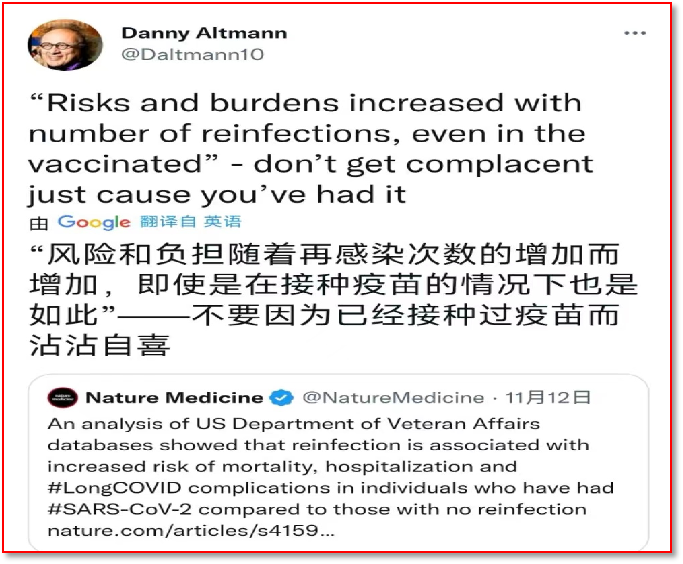 Danny Altmann
@Daltmann10
“Risks and burdens increased with
number of reinfections, even in the
vaccinated” - don’t get complacent
just cause you’ve had it
由 Google 翻译自 英语
“风险和负担随着再感染次数的增加而
增加，即使是在接种疫苗的情况下也是
如此”——不要因为已经接种过疫苗而
沾沾自喜
Nature Medicine @NatureMedicine · 11月12日
An analysis of US Department of Veteran Affairs
databases showed that reinfection is associated with
increased risk of mortality, hospitalization and
#LongCOVID complications in individuals who have had
#SARS-CoV-2 compared to those with no reinfection
nature.com/articles/s4159...